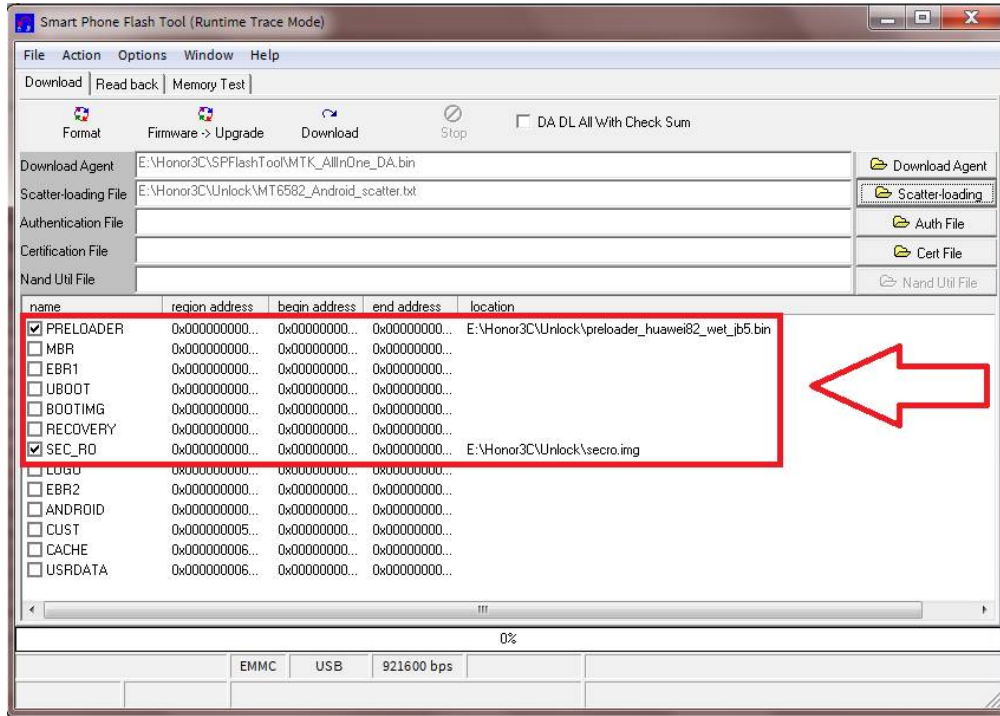 Smart Phone Flash Tool (Runtime Trace Mode)
File Action Options Window Help
Download Read back Memory Test
Format Firmware -> Upgrade Download Stop DA DL All With Check Sum
Download Agent E:\Honor3C\SPFlashTool\MTK_AllInOne_DA.bin Download Agent
Scatter-loading File E:\Honor3C\Unlock\MT6582_Android_scatter.txt Scatter-loading
Authentication File Auth File
Certification File Cert File
Nand Util File Nand Util File
name region address begin address end address location
PRELOADER 0x000000000... 0x00000000... 0x00000000... E:\Honor3C\Unlock\preloader_huawei82_wet_jb5.bin
MBR 0x000000000... 0x00000000... 0x00000000...
EBR1 0x000000000... 0x00000000... 0x00000000...
UBOOT 0x000000000... 0x00000000... 0x00000000...
BOOTIMG 0x000000000... 0x00000000... 0x00000000...
RECOVERY 0x000000000... 0x00000000... 0x00000000...
SEC_RO 0x000000000... 0x00000000... 0x00000000... E:\Honor3C\Unlock\secro.img
LOGO 0x000000000... 0x00000000... 0x00000000...
EBR2 0x000000000... 0x00000000... 0x00000000...
ANDROID 0x000000000... 0x00000000... 0x00000000...
CUST 0x000000005... 0x00000000... 0x00000000...
CACHE 0x000000006... 0x00000000... 0x00000000...
USRDATA 0x000000006... 0x00000000... 0x00000000...
0%
EMMC USB 921600 bps